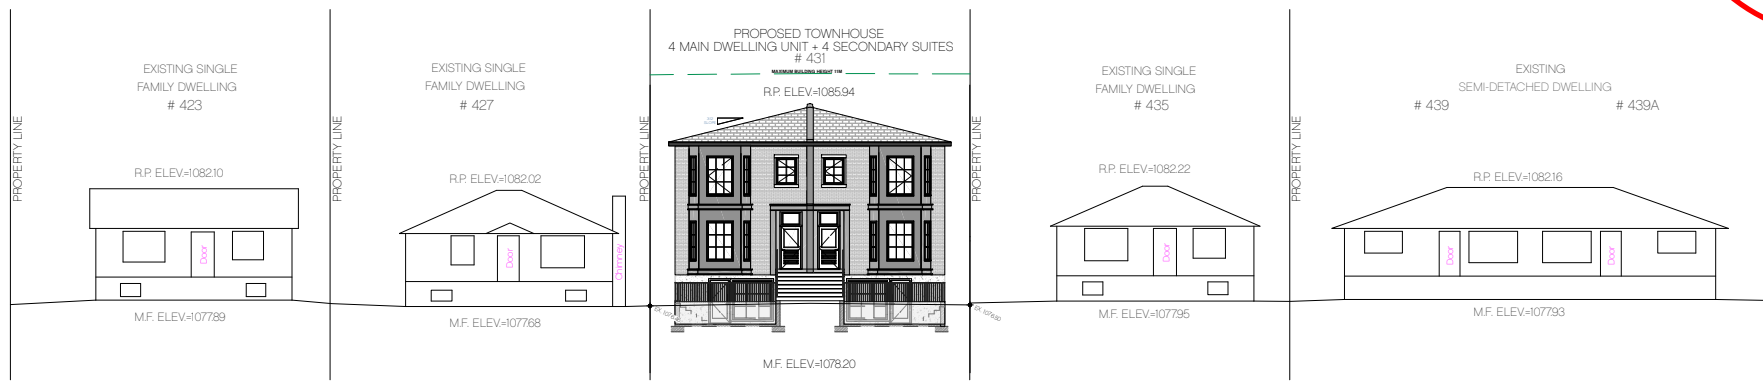 PROPERTY LINE
EXISTING SINGLE
FAMILY DWELLING
# 423
R.P. ELEV.=1082.10
Door
M.F. ELEV.=1077.89
PROPERTY LINE
EXISTING SINGLE
FAMILY DWELLING
# 427
R.P. ELEV.=1082.02
Door
Chimney
M.F. ELEV.=1077.68
PROPERTY LINE
PROPOSED TOWNHOUSE
4 MAIN DWELLING UNIT + 4 SECONDARY SUITES
# 431
MAXIMUM BUILDING HEIGHT 11M
R.P. ELEV.=1085.94
M.F. ELEV.=1078.20
PROPERTY LINE
EXISTING SINGLE
FAMILY DWELLING
# 435
R.P. ELEV.=1082.22
Door
M.F. ELEV.=1077.95
PROPERTY LINE
EXISTING
SEMI-DETACHED DWELLING
# 439 # 439A
R.P. ELEV.=1082.16
Door
Door
M.F. ELEV.=1077.93